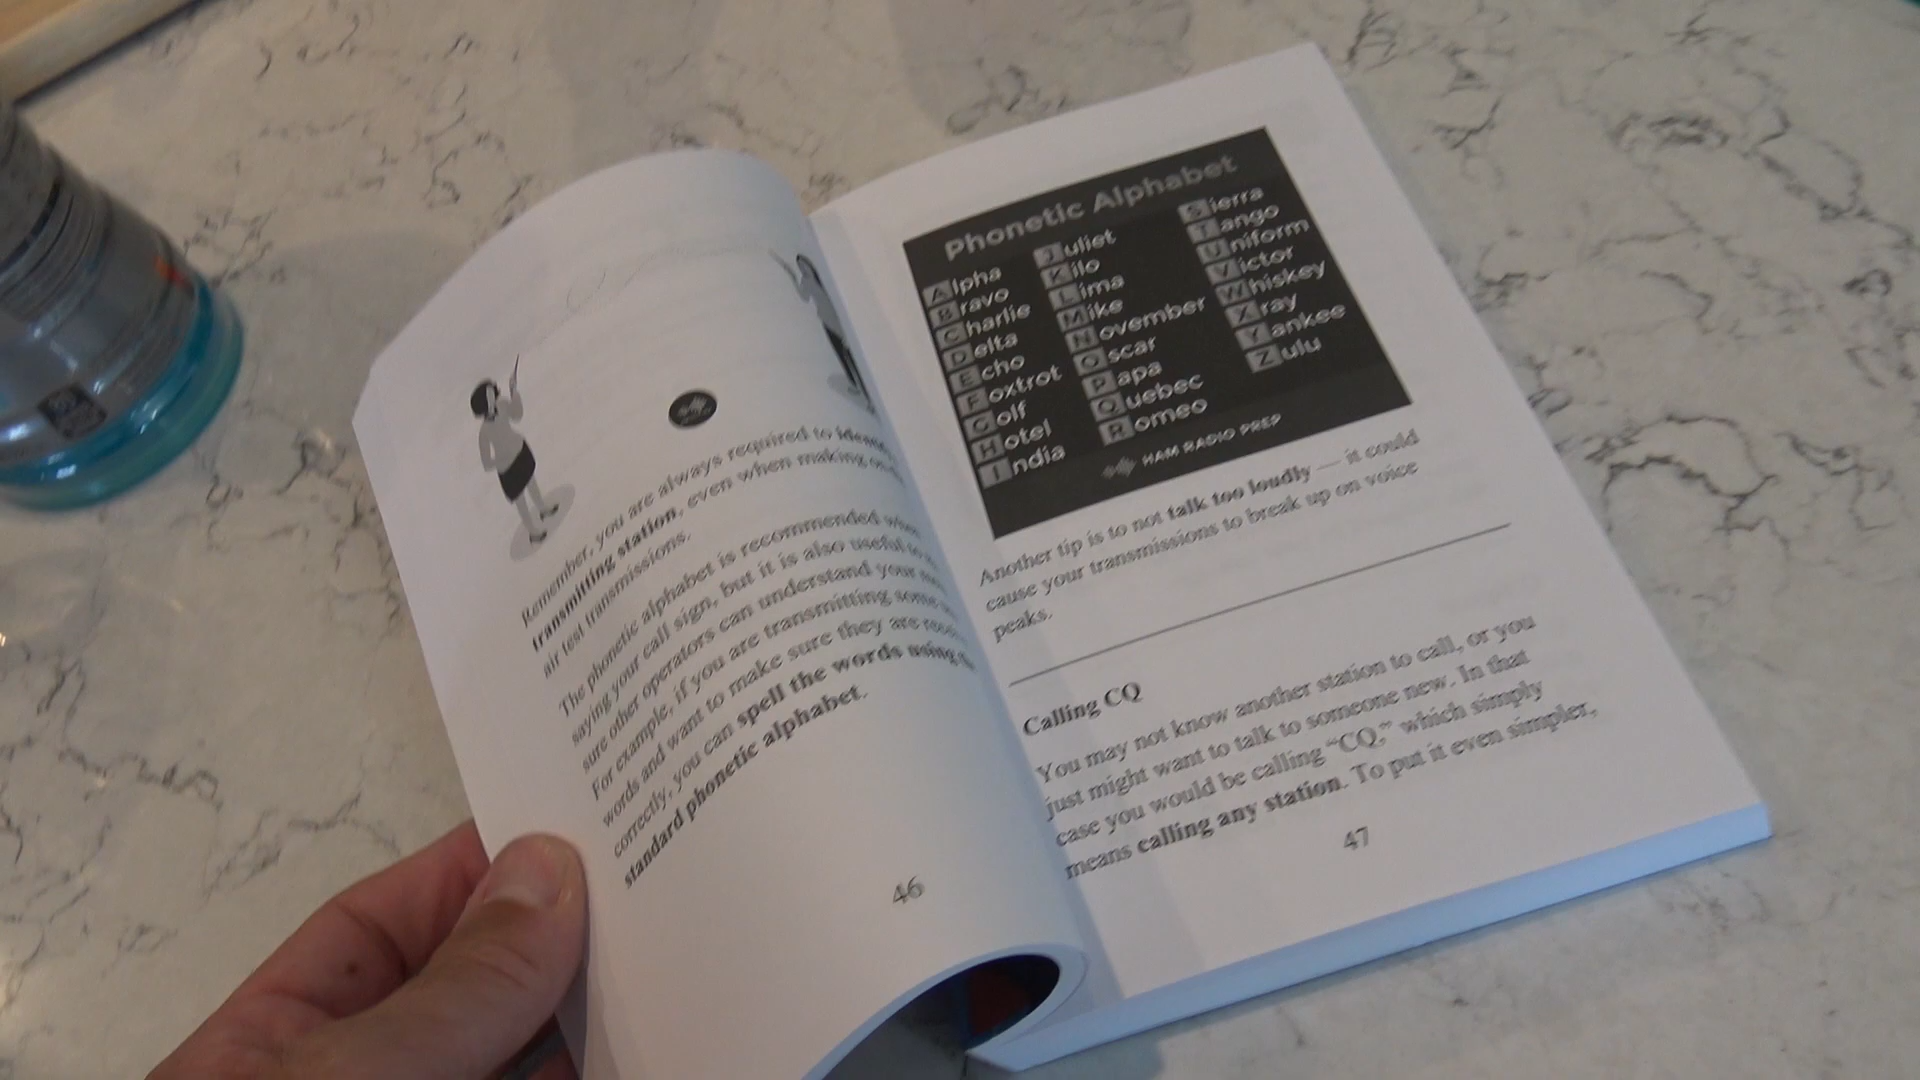 Remember, you are always required to
transmitting station, even when making on
air test transmissions.
The phonetic alphabet is recommended
saying your call sign, but it is also useful to
sure other operators can understand your
For example, if you are transmitting some
words and want to make sure they are
correctly, you can spell the words using
standard phonetic alphabet.
46
Phonetic Alphabet
Alpha
Bravo
Charlie
Delta
Echo
Foxtrot
Golf
Hotel
India
Juliet
Kilo
Lima
Mike
November
Oscar
Papa
Quebec
Romeo
Sierra
Tango
Uniform
Victor
Whiskey
Xray
Yankee
Zulu
HAM RADIO PREP
Another tip is to not talk too loudly — it could
cause your transmissions to break up on voice
peaks.
Calling CQ
You may not know another station to call, or you
just might want to talk to someone new. In that
case you would be calling “CQ,” which simply
means calling any station. To put it even simpler,
47